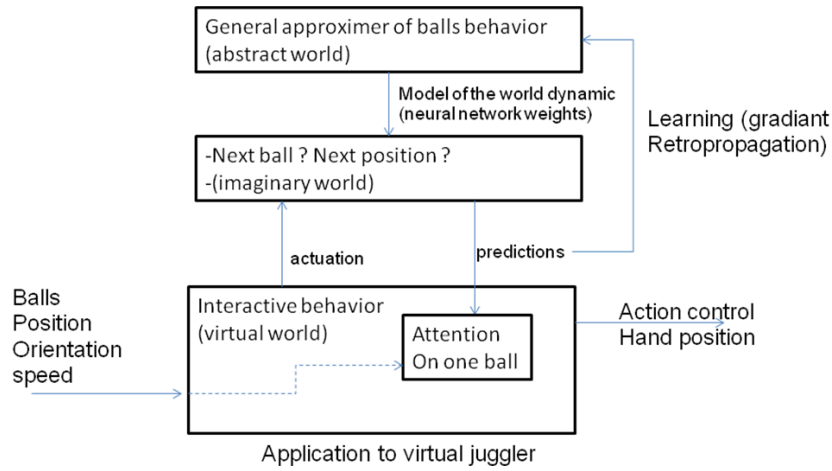 General approximer of balls behavior
(abstract world)
Model of the world dynamic
(neural network weights)
Learning (gradiant
Retropropagation)
-Next ball ? Next position ?
-(imaginary world)
actuation
predictions
Balls
Position
Orientation
speed
Interactive behavior
(virtual world)
Attention
On one ball
Action control
Hand position
Application to virtual juggler